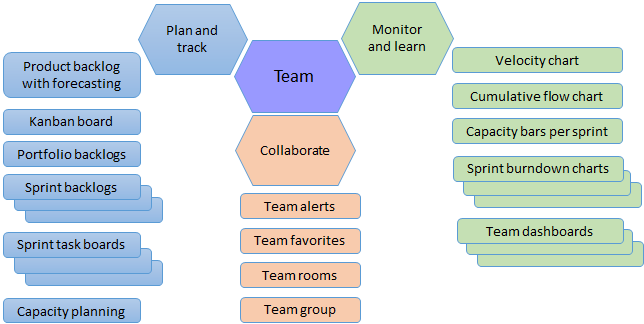 Plan and
track
Monitor
and learn
Team
Collaborate
Product backlog
with forecasting
Kanban board
Portfolio backlogs
Sprint backlogs
Sprint task boards
Capacity planning
Team alerts
Team favorites
Team rooms
Team group
Velocity chart
Cumulative flow chart
Capacity bars per sprint
Sprint burndown charts
Team dashboards